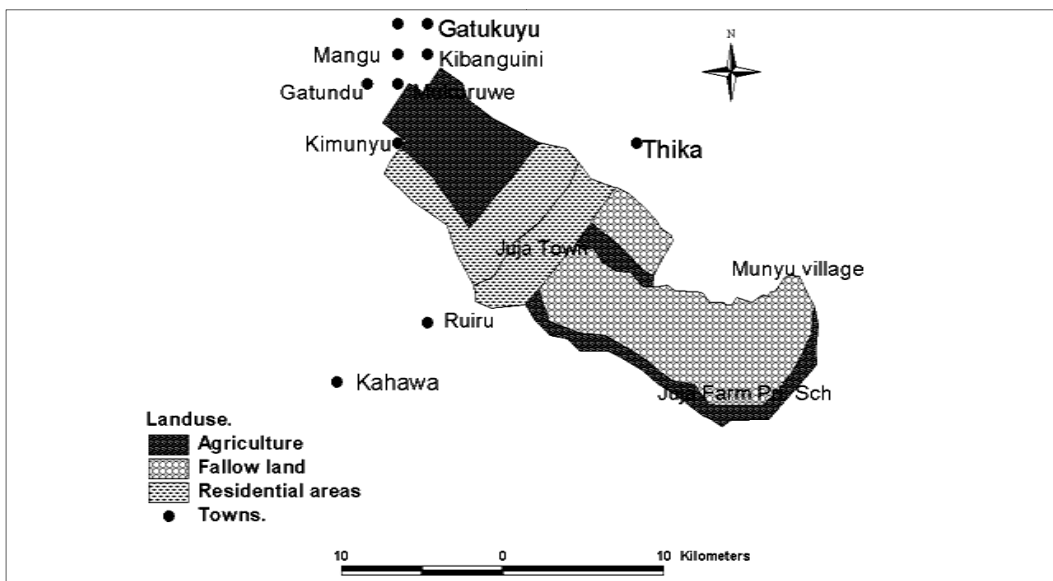 Gatukuyu
N
Mangu
Kibanguini
Gatundu
Kimunyu
Thika
Juja Town
Munyu village
Ruiru
Kahawa
Juja Farm Sch
Landuse.
Agriculture
Fallow land
Residential areas
Towns.
10 0 10 Kilometers